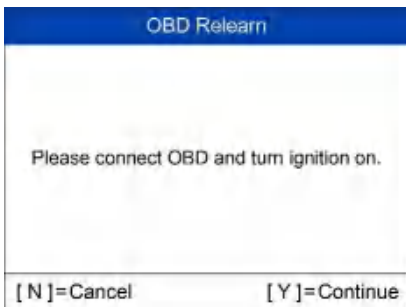 OBD Relearn
Please connect OBD and turn ignition on.
[ N ]=Cancel [ Y ]=Continue